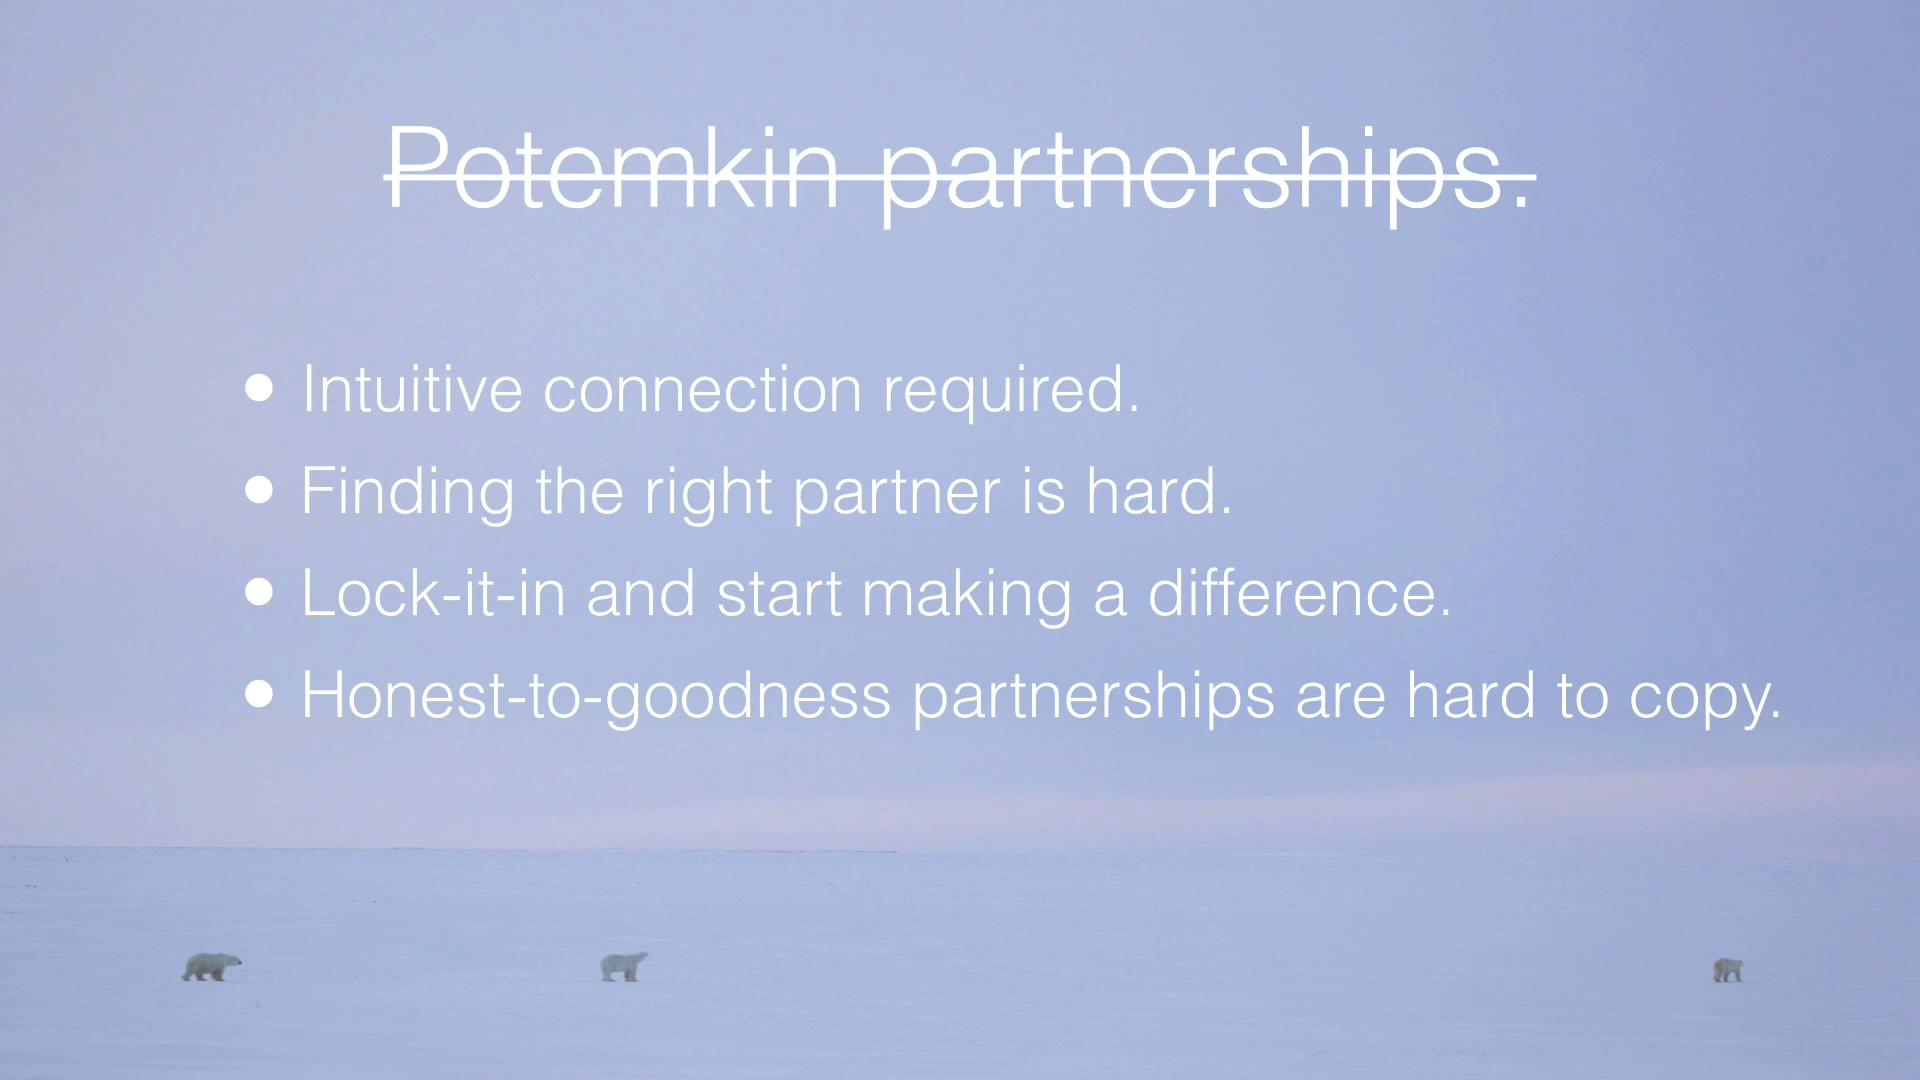 Potemkin partnerships.
• Intuitive connection required.
• Finding the right partner is hard.
• Lock-it-in and start making a difference.
• Honest-to-goodness partnerships are hard to copy.